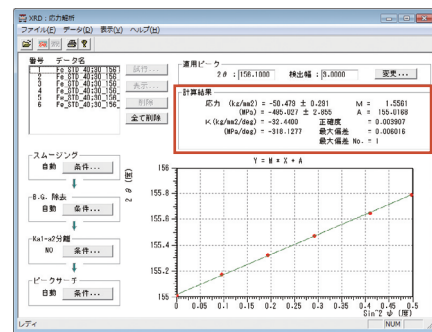 XRD : 応力解析
ファイル(F) データ(D) 表示(V) ヘルプ(H)
番号 データ名
1 Fe_STD_40:30_156
2 Fe_STD_40:30_156
3 Fe_STD_40:30_156
4 Fe_STD_40:30_156
5 Fe_STD_40:30_156
6 Fe_STD_40:30_156
試行...
表示...
削除
全て削除
適用ピーク
2θ : 156.1000 検出幅 : 3.0000 変更...
計算結果
応力 (kg/mm2) = -50.479 ± 0.291 M = 1.5561
(MPa) = -495.027 ± 2.855 A = 155.0168
K(kg/mm2/deg) = -32.4400 正確度 = 0.003907
(MPa/deg) = -318.1277 最大偏差 = 0.006016
最大偏差 No. = 1
スムージング
自動 条件...
B.G. 除去
自動 条件...
Ka1-a2分離
NO 条件...
ピークサーチ
自動 条件...
Y = M * X + A
2θ (度)
156
155.8
155.6
155.4
155.2
155
0 0.05 0.1 0.15 0.2 0.25 0.3 0.35 0.4 0.45 0.5
Sin^2 ψ (度)
レディ
NUM